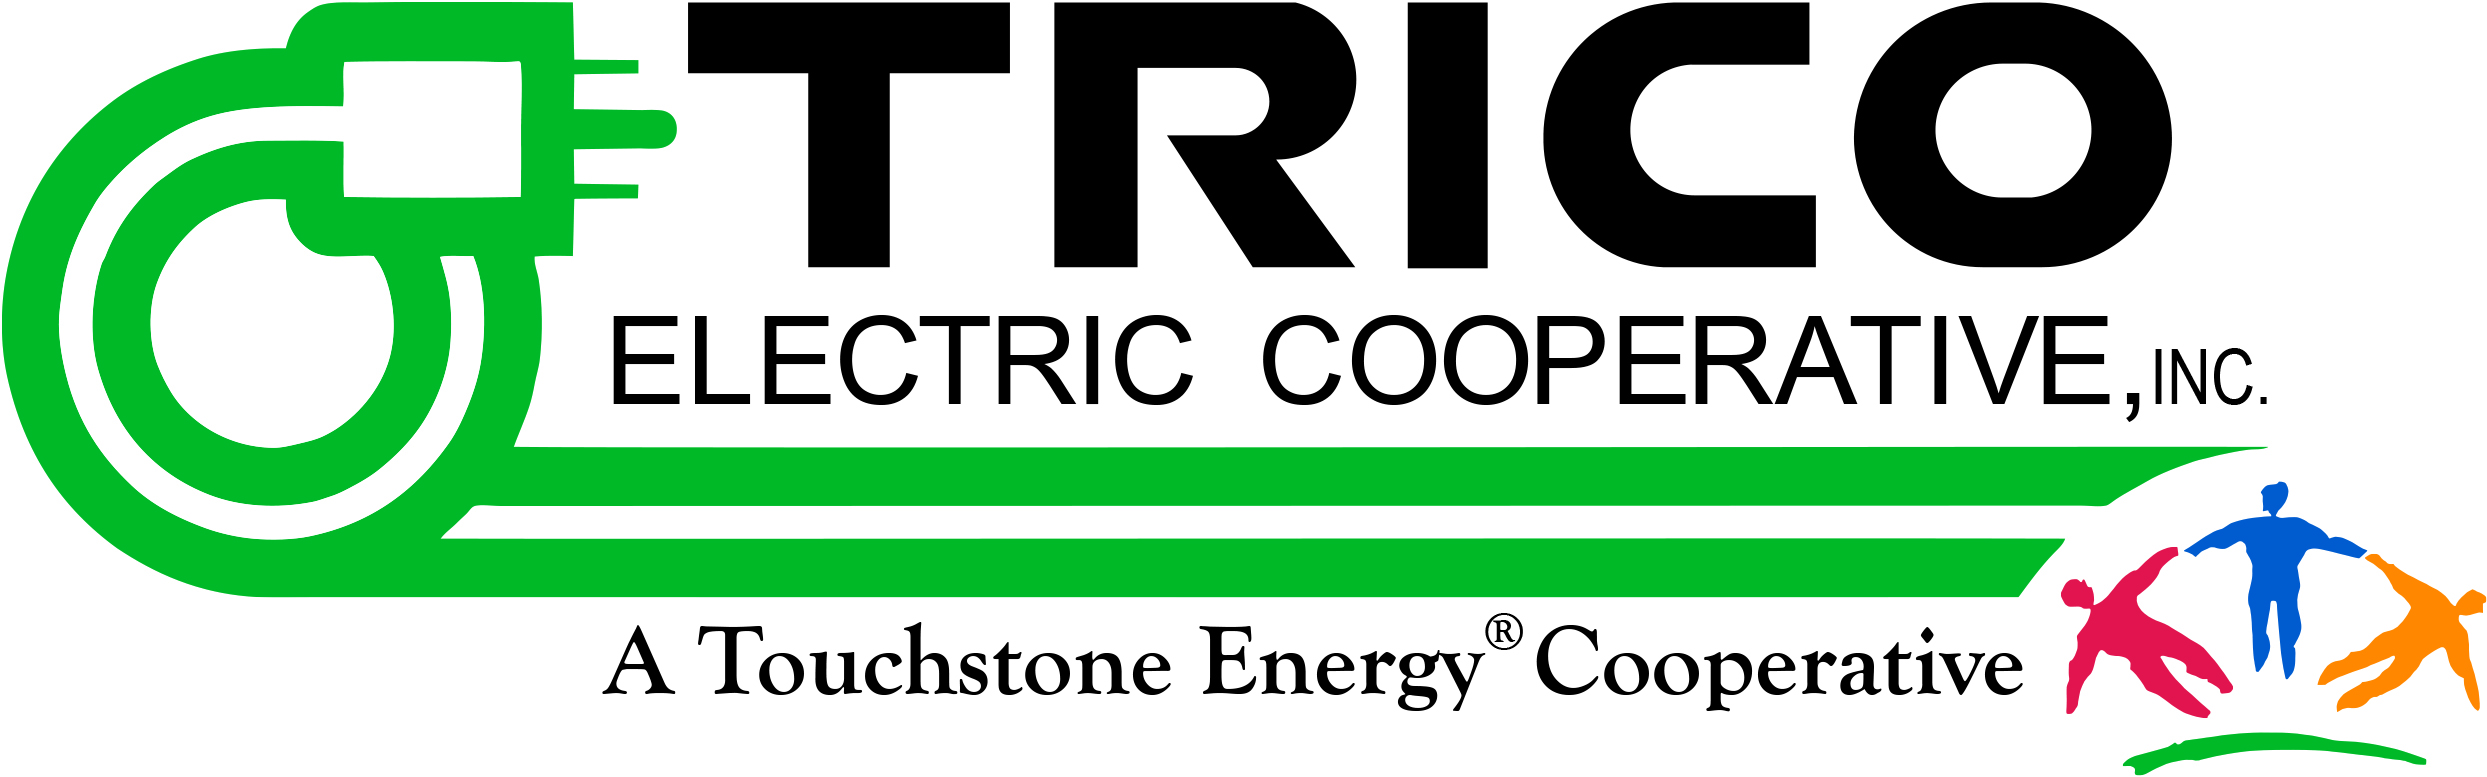 TRICO
ELECTRIC COOPERATIVE, INC.
A Touchstone Energy® Cooperative